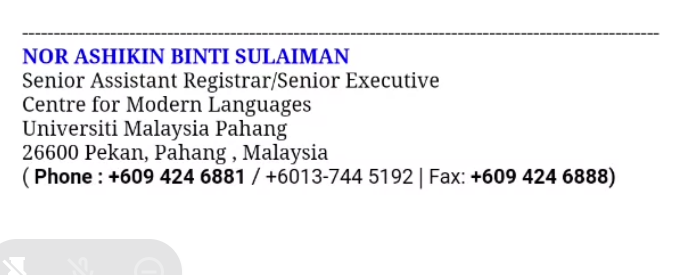 ------------------------------------------------------------------------------------------------------
NOR ASHIKIN BINTI SULAIMAN
Senior Assistant Registrar/Senior Executive
Centre for Modern Languages
Universiti Malaysia Pahang
26600 Pekan, Pahang , Malaysia
( Phone : +609 424 6881 / +6013-744 5192 | Fax: +609 424 6888)